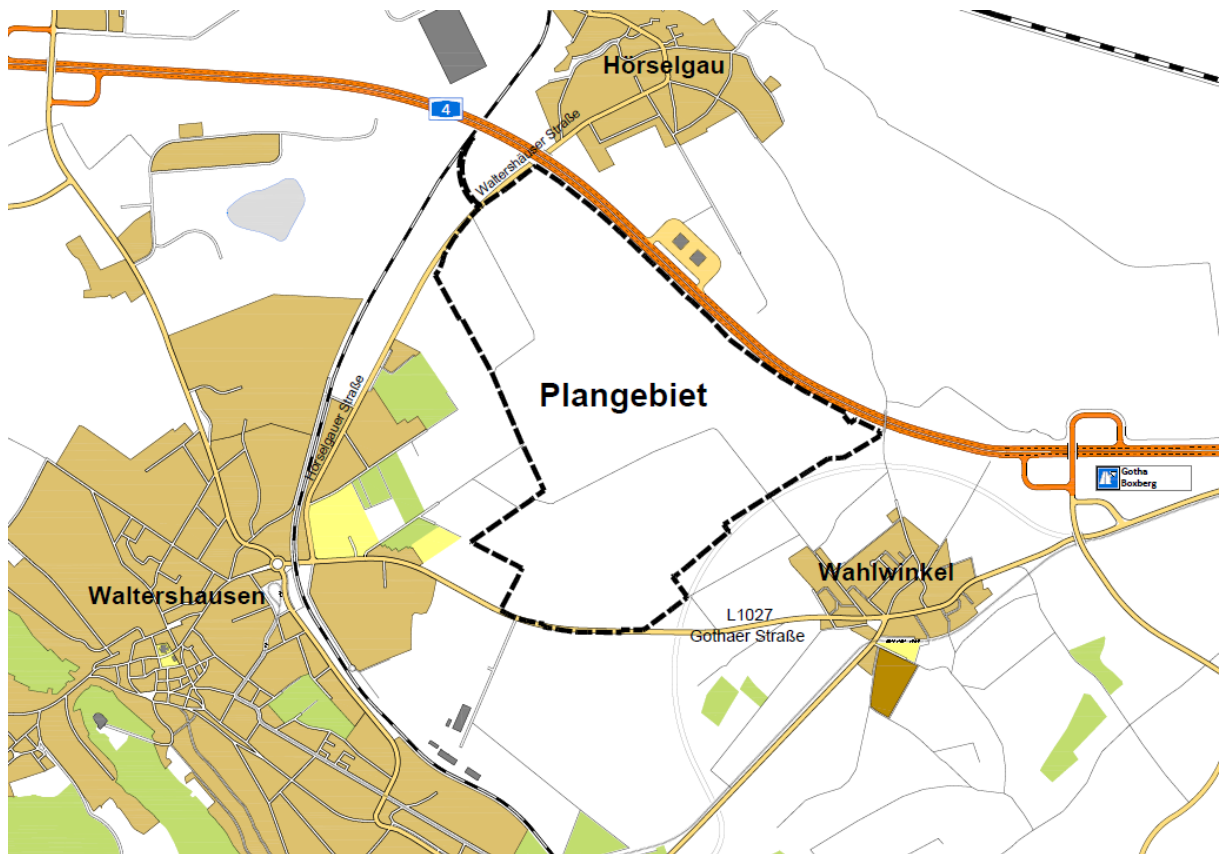 Hörselgau
4
Waltershäuser Straße
Plangebiet
Hörselgauer Straße
Gotha
Boxberg
Waltershausen
Wahlwinkel
L1027
Gothaer Straße